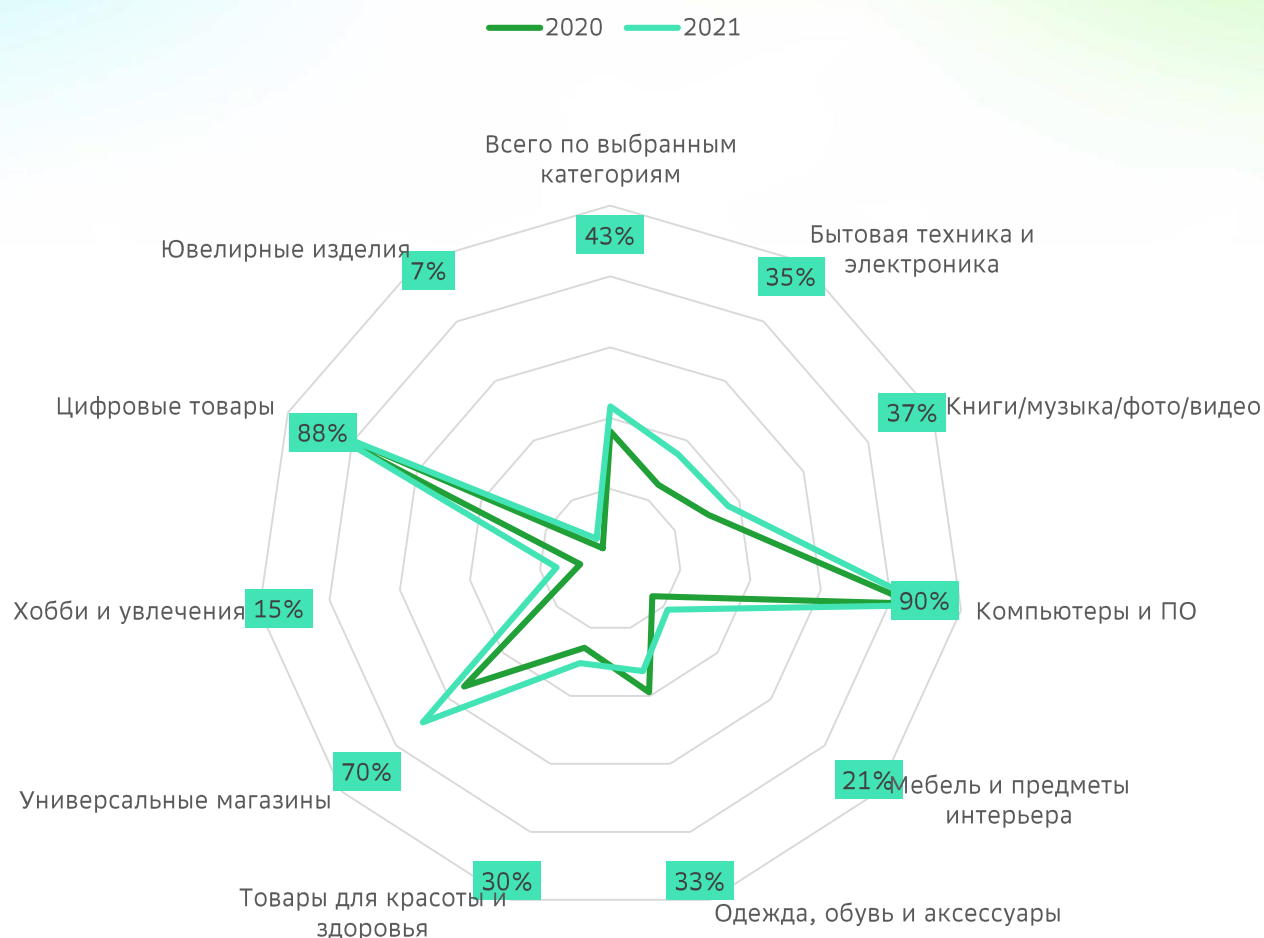 2020 2021
Всего по выбранным
категориям
43%
Бытовая техника и
электроника
35%
Ювелирные изделия
7%
Книги/музыка/фото/видео
37%
Цифровые товары
88%
Компьютеры и ПО
90%
Хобби и увлечения
15%
Мебель и предметы
интерьера
21%
Универсальные магазины
70%
Товары для красоты и
здоровья
30%
Одежда, обувь и аксессуары
33%